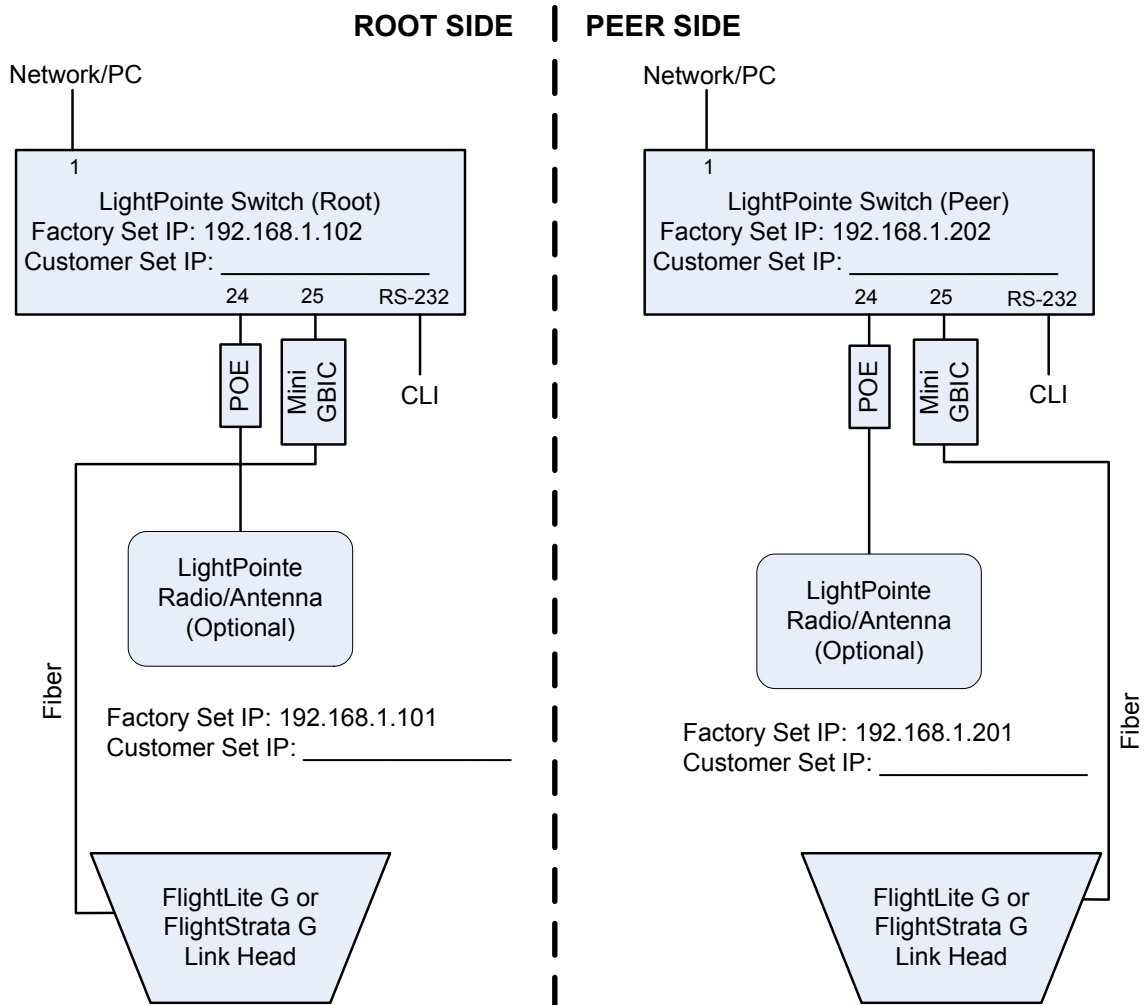 ROOT SIDE
PEER SIDE
Network/PC
1
LightPointe Switch (Root)
Factory Set IP: 192.168.1.102
Customer Set IP: ______________
24
25
RS-232
POE
Mini
GBIC
CLI
LightPointe
Radio/Antenna
(Optional)
Fiber
Factory Set IP: 192.168.1.101
Customer Set IP: ______________
FlightLite G or
FlightStrata G
Link Head
Network/PC
1
LightPointe Switch (Peer)
Factory Set IP: 192.168.1.202
Customer Set IP: ______________
24
25
RS-232
POE
Mini
GBIC
CLI
LightPointe
Radio/Antenna
(Optional)
Fiber
Factory Set IP: 192.168.1.201
Customer Set IP: ______________
FlightLite G or
FlightStrata G
Link Head